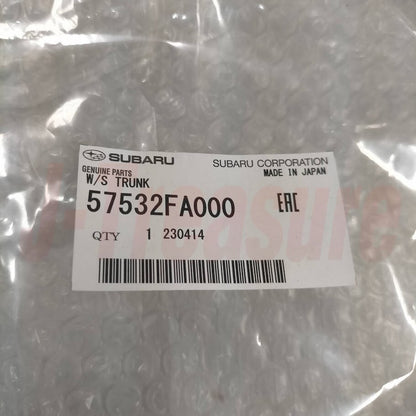 SUBARU SUBARU CORPORATION
GENUINE PARTS MADE IN JAPAN
W/S TRUNK
57532FA000 EAC
QTY 1 230414